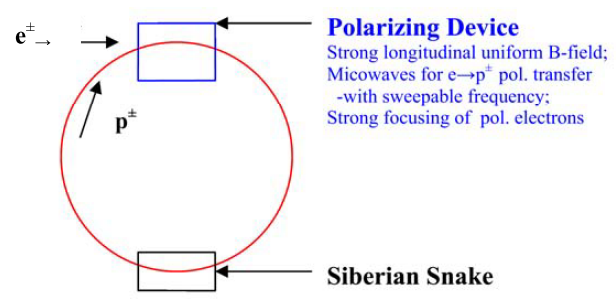 e±→
Polarizing Device
Strong longitudinal uniform B-field;
Micowaves for e→p± pol. transfer
-with sweepable frequency;
Strong focusing of pol. electrons
p±
Siberian Snake